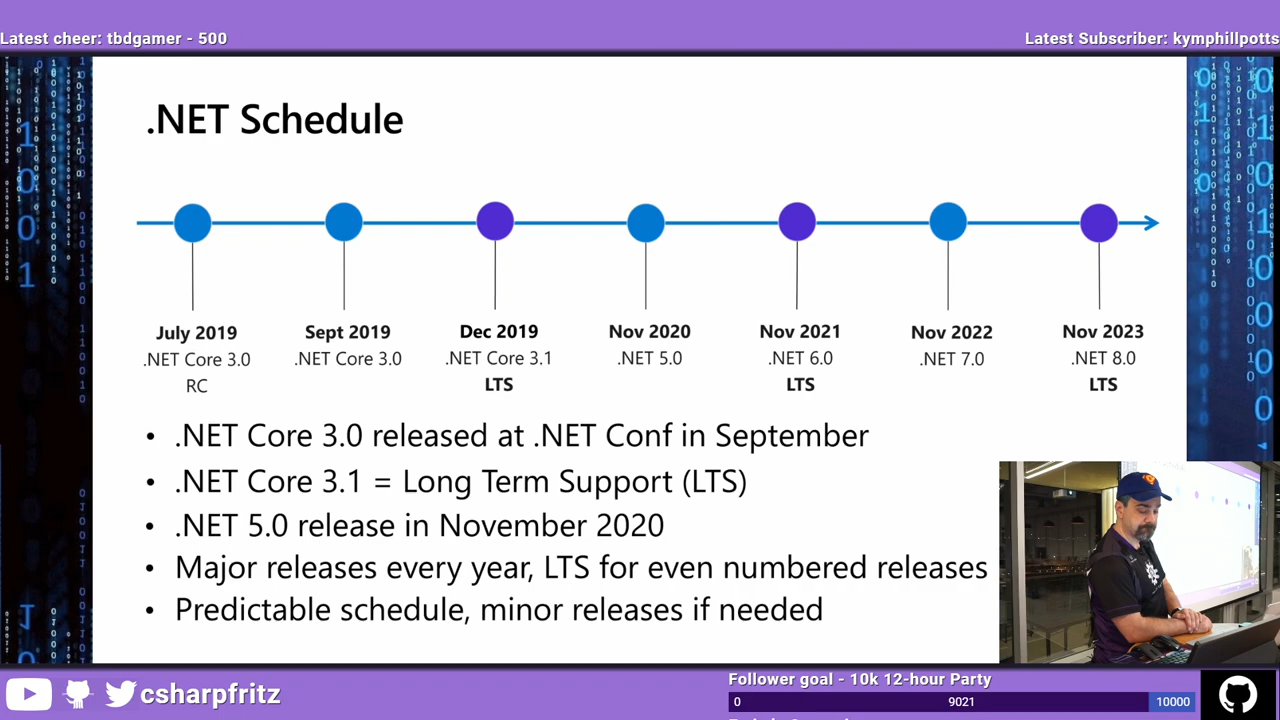 Latest cheer: tbdgamer - 500
Latest Subscriber: kymphillpotts
.NET Schedule
July 2019
.NET Core 3.0
RC
Sept 2019
.NET Core 3.0
Dec 2019
.NET Core 3.1
LTS
Nov 2020
.NET 5.0
Nov 2021
.NET 6.0
LTS
Nov 2022
.NET 7.0
Nov 2023
.NET 8.0
LTS
• .NET Core 3.0 released at .NET Conf in September
• .NET Core 3.1 = Long Term Support (LTS)
• .NET 5.0 release in November 2020
• Major releases every year, LTS for even numbered releases
• Predictable schedule, minor releases if needed
csharpfritz
Follower goal - 10k 12-hour Party
0 9021 10000